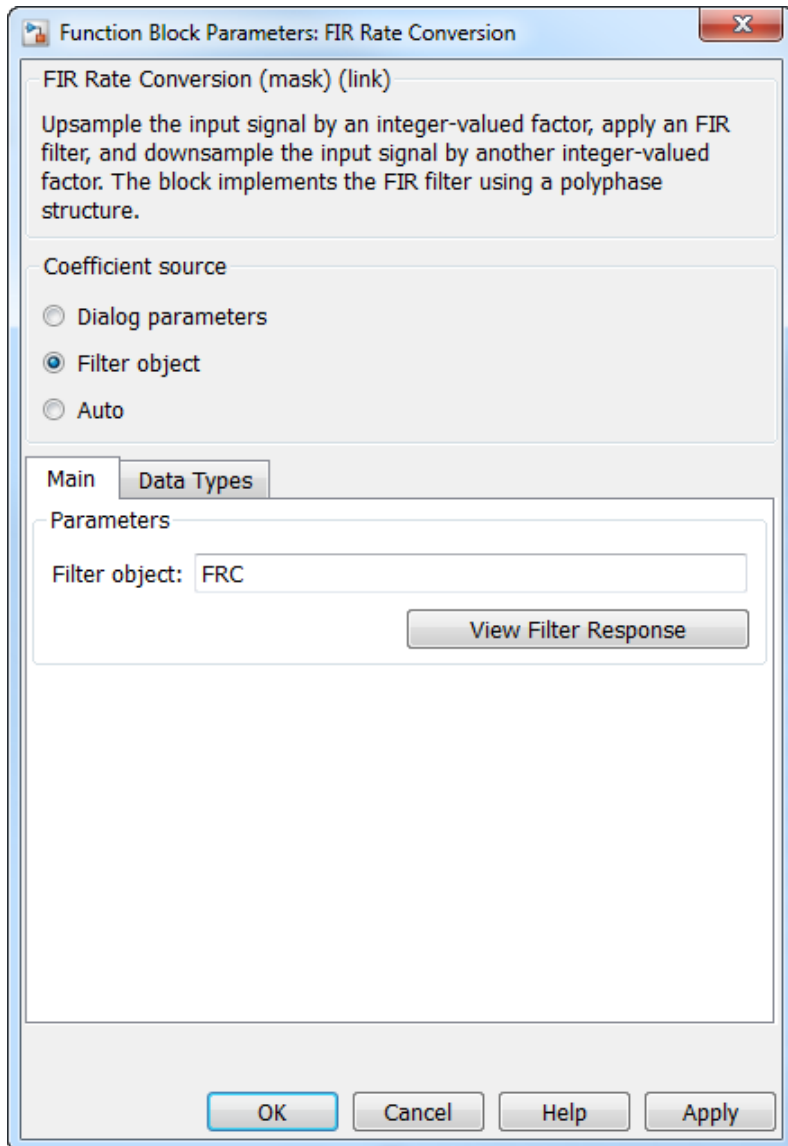 Function Block Parameters: FIR Rate Conversion
X
FIR Rate Conversion (mask) (link)
Upsample the input signal by an integer-valued factor, apply an FIR
filter, and downsample the input signal by another integer-valued
factor. The block implements the FIR filter using a polyphase
structure.
Coefficient source
Dialog parameters
Filter object
Auto
Main Data Types
Parameters
Filter object: FRC
View Filter Response
OK Cancel Help Apply